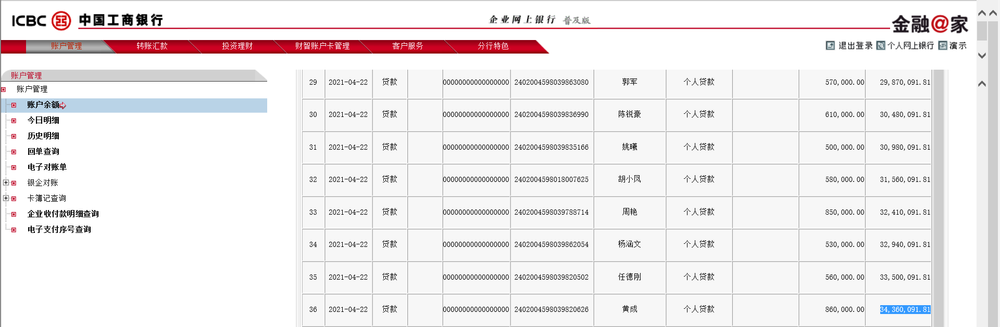 ICBC 中国工商银行
企业网上银行 普及版
金融@家
账户管理 转账汇款 投资理财 财智账户卡管理 客户服务 分行特色
退出登录 个人网上银行 演示
账户管理
账户管理
账户余额
今日明细
历史明细
回单查询
电子对账单
银企对账
卡簿记查询
企业收付款明细查询
电子支付序号查询
29 2021-04-22 贷款 00000000000000000 2402004598039863080 郭军 个人贷款 570,000.00 29,870,091.81
30 2021-04-22 贷款 00000000000000000 2402004598039836990 陈锐豪 个人贷款 610,000.00 30,480,091.81
31 2021-04-22 贷款 00000000000000000 2402004598039835166 姚曦 个人贷款 500,000.00 30,980,091.81
32 2021-04-22 贷款 00000000000000000 2402004598018007625 胡小凤 个人贷款 580,000.00 31,560,091.81
33 2021-04-22 贷款 00000000000000000 2402004598039788714 周艳 个人贷款 850,000.00 32,410,091.81
34 2021-04-22 贷款 00000000000000000 2402004598039862054 杨涵文 个人贷款 530,000.00 32,940,091.81
35 2021-04-22 贷款 00000000000000000 2402004598039820502 任德刚 个人贷款 560,000.00 33,500,091.81
36 2021-04-22 贷款 00000000000000000 2402004598039820626 黄成 个人贷款 860,000.00 34,360,091.81